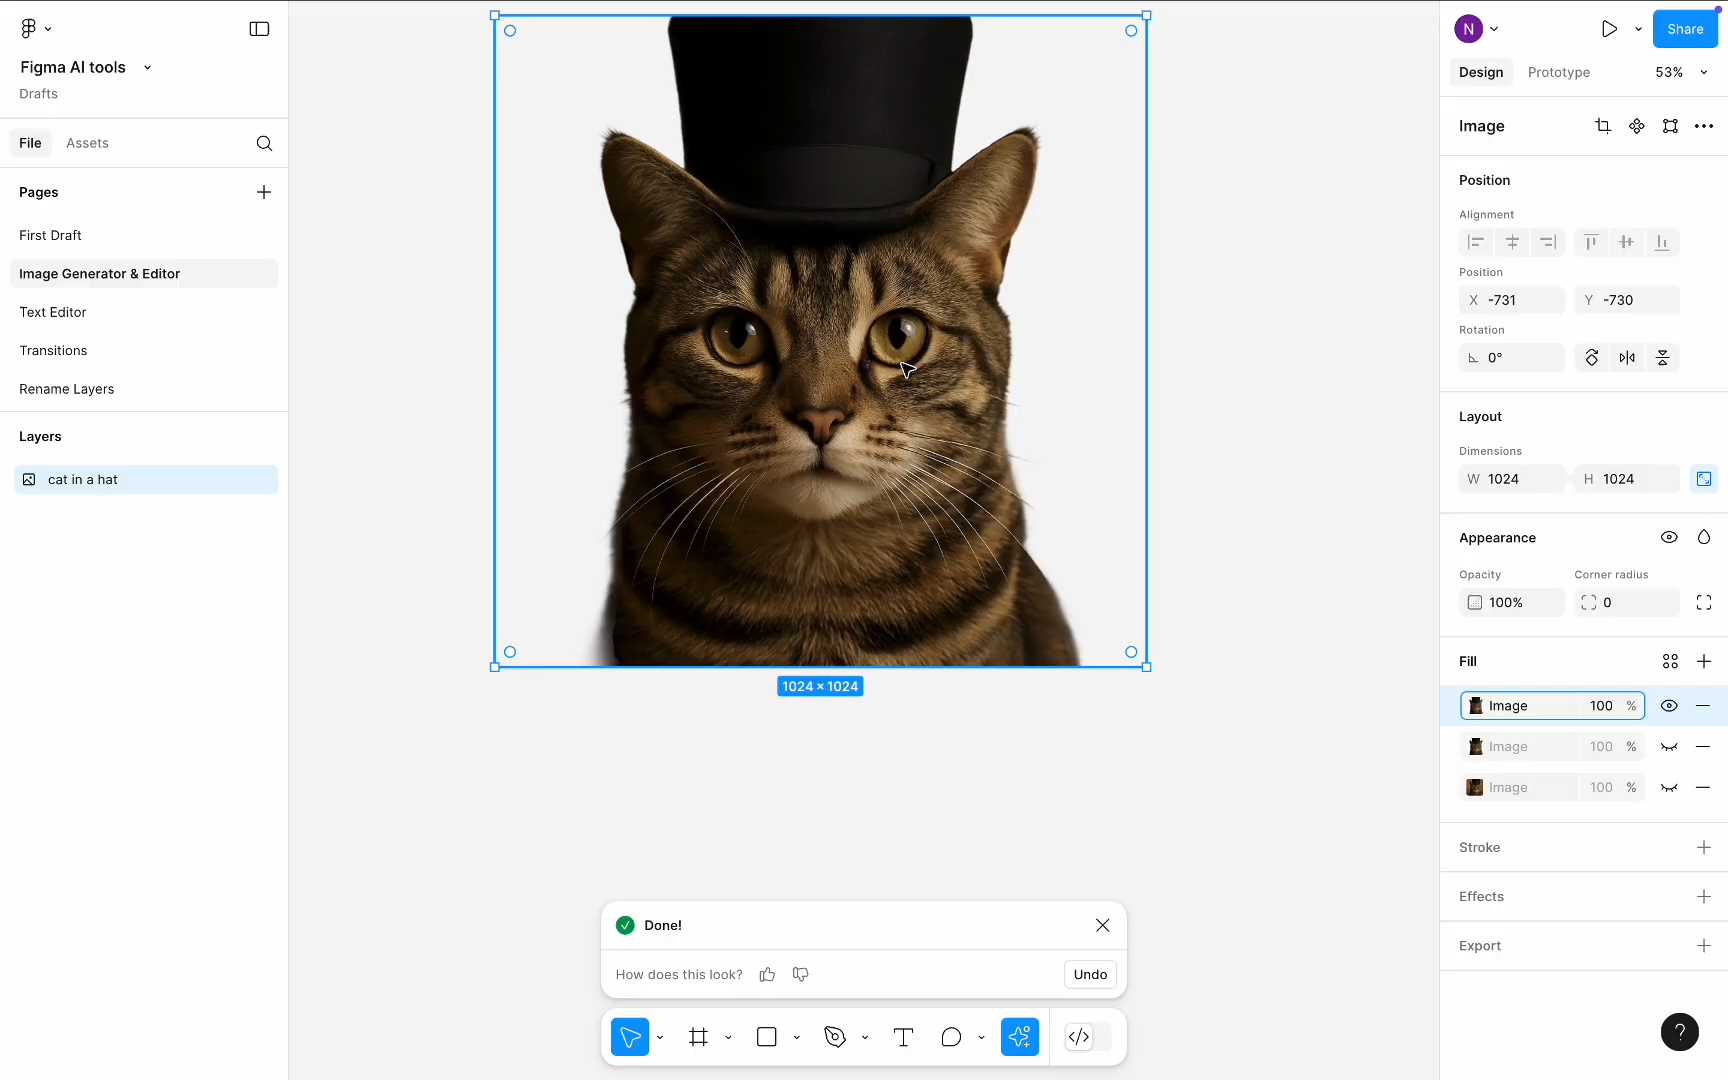 Figma AI tools
Drafts
File
Assets
Pages
First Draft
Image Generator & Editor
Text Editor
Transitions
Rename Layers
Layers
cat in a hat
1024 × 1024
Done!
How does this look?
Undo
N
Share
Design
Prototype
53%
Image
Position
Alignment
Position
X -731
Y -730
Rotation
0°
Layout
Dimensions
W 1024
H 1024
Appearance
Opacity
Corner radius
100%
0
Fill
Image 100 %
Image 100 %
Image 100 %
Stroke
Effects
Export
?